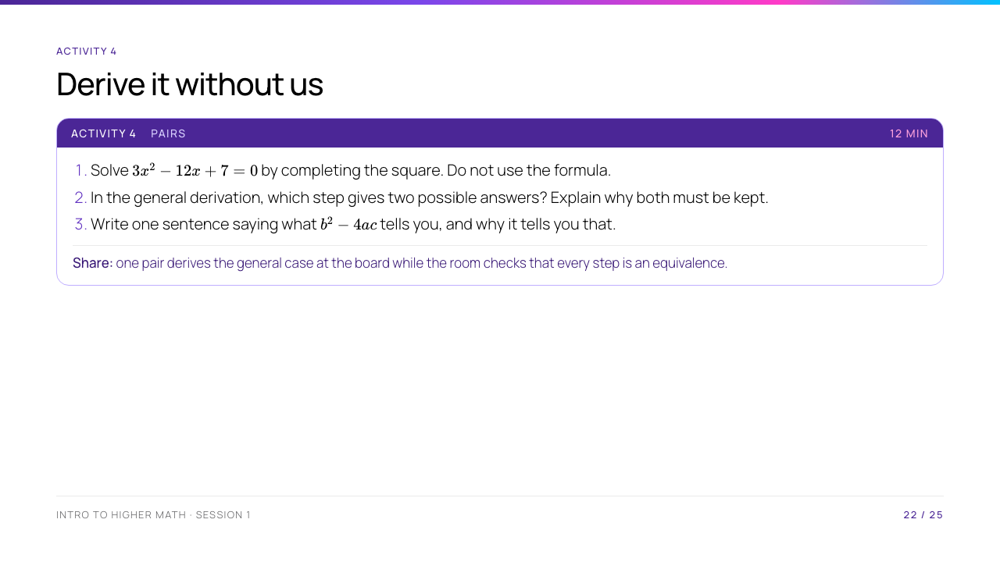 ACTIVITY 4
Derive it without us
ACTIVITY 4 PAIRS 12 MIN
1. Solve 3x² − 12x + 7 = 0 by completing the square. Do not use the formula.
2. In the general derivation, which step gives two possible answers? Explain why both must be kept.
3. Write one sentence saying what b² − 4ac tells you, and why it tells you that.
Share: one pair derives the general case at the board while the room checks that every step is an equivalence.
INTRO TO HIGHER MATH · SESSION 1 22 / 25